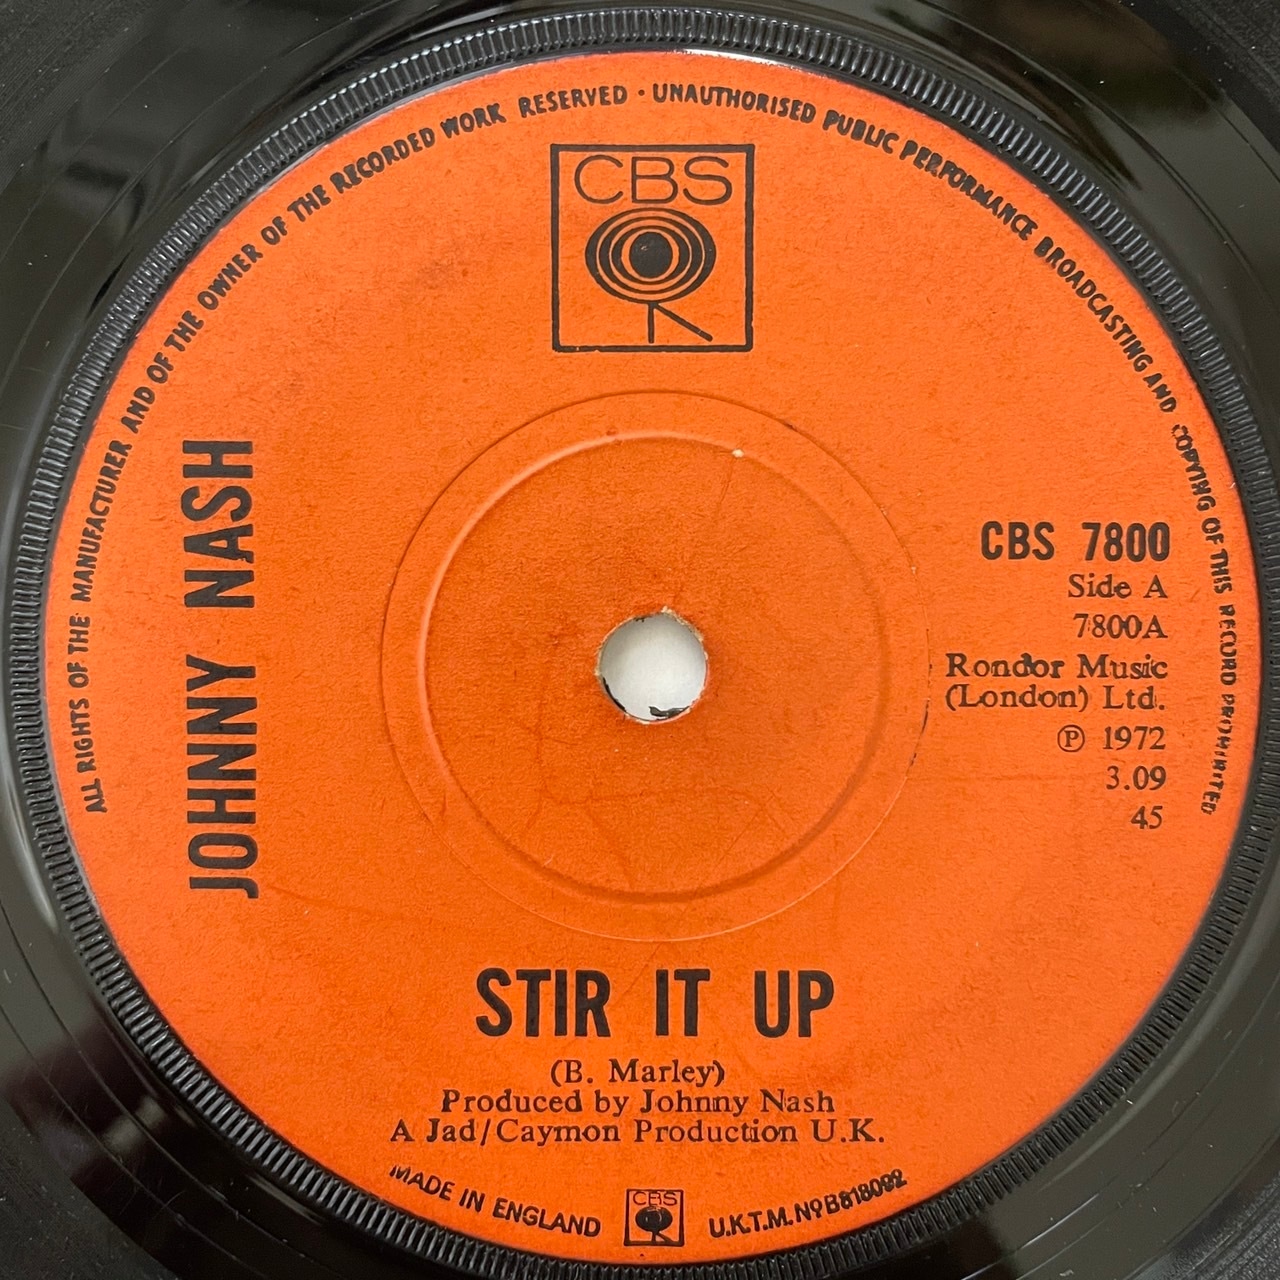 ALL RIGHTS OF THE MANUFACTURER AND OF THE OWNER OF THE RECORDED WORK RESERVED · UNAUTHORISED PUBLIC PERFORMANCE BROADCASTING AND COPYING OF THIS RECORD PROHIBITED
CBS
JOHNNY NASH
CBS 7800
Side A
7800A
Rondor Music
(London) Ltd.
℗ 1972
3.09
45
STIR IT UP
(B. Marley)
Produced by Johnny Nash
A Jad/Caymon Production U.K.
MADE IN ENGLAND
CBS
U.K.T.M. No B818092